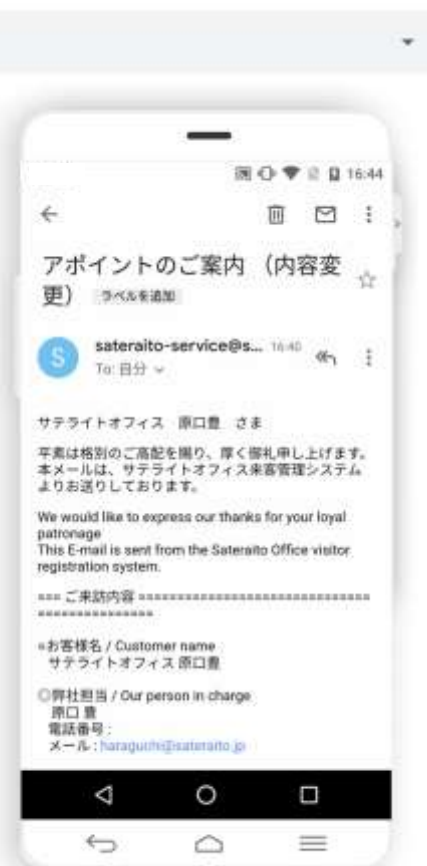 16:44
アポイントのご案内 （内容変
更） ラベルを追加
S
sateraito-service@s... 16:40
To: 自分
サテライトオフィス 原口豊 さま
平素は格別のご高配を賜り、厚く御礼申し上げます。
本メールは、サテライトオフィス来客管理システム
よりお送りしております。
We would like to express our thanks for your loyal
patronage
This E-mail is sent from the Sateraito Office visitor
registration system.
=== ご来訪内容 ==============================
===============
◎お客様名 / Customer name
サテライトオフィス 原口豊
◎弊社担当 / Our person in charge
原口 豊
電話番号 :
メール : haraguchi@sateraito.jp